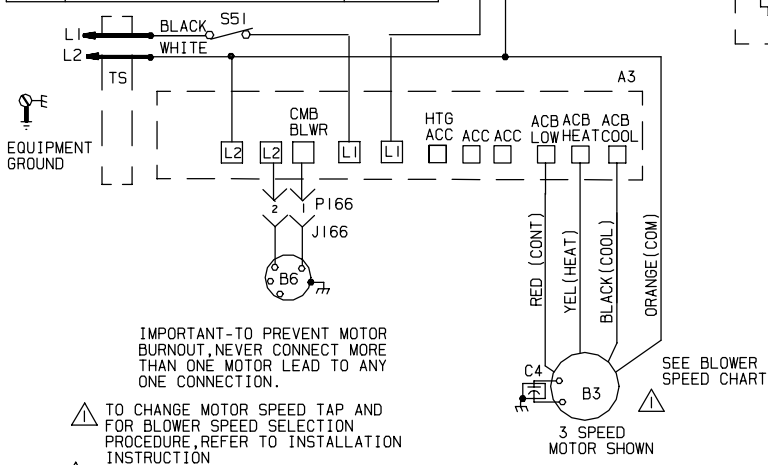 BLACK S51
L1
WHITE
L2
TS
A3
EQUIPMENT
GROUND
CMB
BLWR
HTG
ACC ACC ACC
ACB ACB ACB
LOW HEAT COOL
L2 L2 L1 L1
2 1 P166
J166
B6
RED (CONT)
YEL(HEAT)
BLACK(COOL)
ORANGE(COM)
IMPORTANT-TO PREVENT MOTOR
BURNOUT,NEVER CONNECT MORE
THAN ONE MOTOR LEAD TO ANY
ONE CONNECTION.
C4
B3
SEE BLOWER
SPEED CHART
1
3 SPEED
MOTOR SHOWN
1
TO CHANGE MOTOR SPEED TAP AND
FOR BLOWER SPEED SELECTION
PROCEDURE,REFER TO INSTALLATION
INSTRUCTION